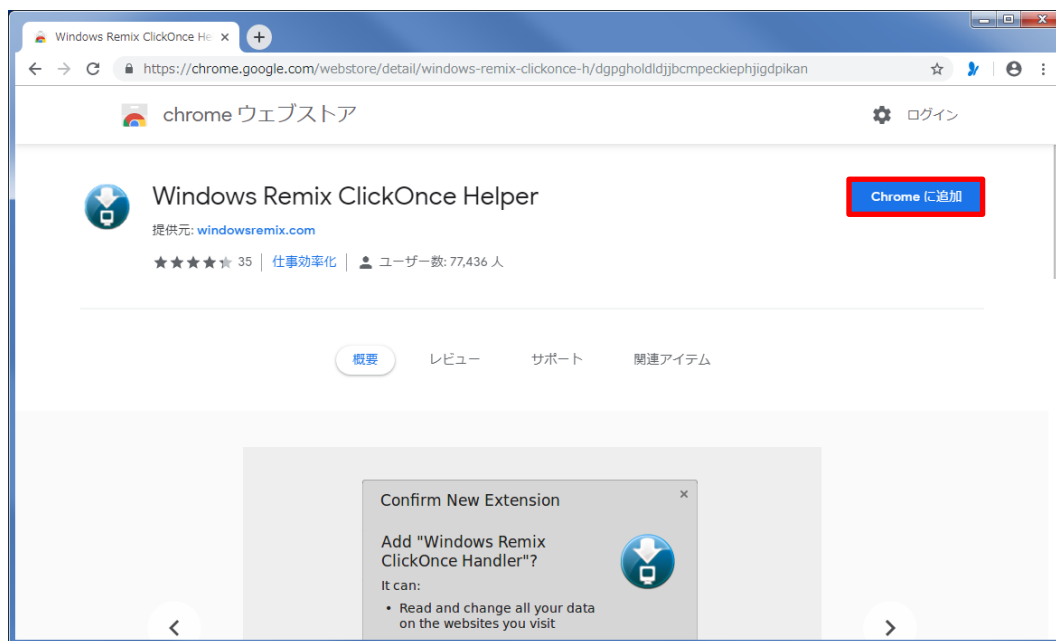 Windows Remix ClickOnce He
https://chrome.google.com/webstore/detail/windows-remix-clickonce-h/dgpgholdldjjbcmpeckiephjigdpikan
chrome ウェブストア
ログイン
Windows Remix ClickOnce Helper
Chrome に追加
提供元: windowsremix.com
35 仕事効率化 ユーザー数: 77,436 人
概要 レビュー サポート 関連アイテム
Confirm New Extension
Add "Windows Remix
ClickOnce Handler"?
It can:
• Read and change all your data
on the websites you visit